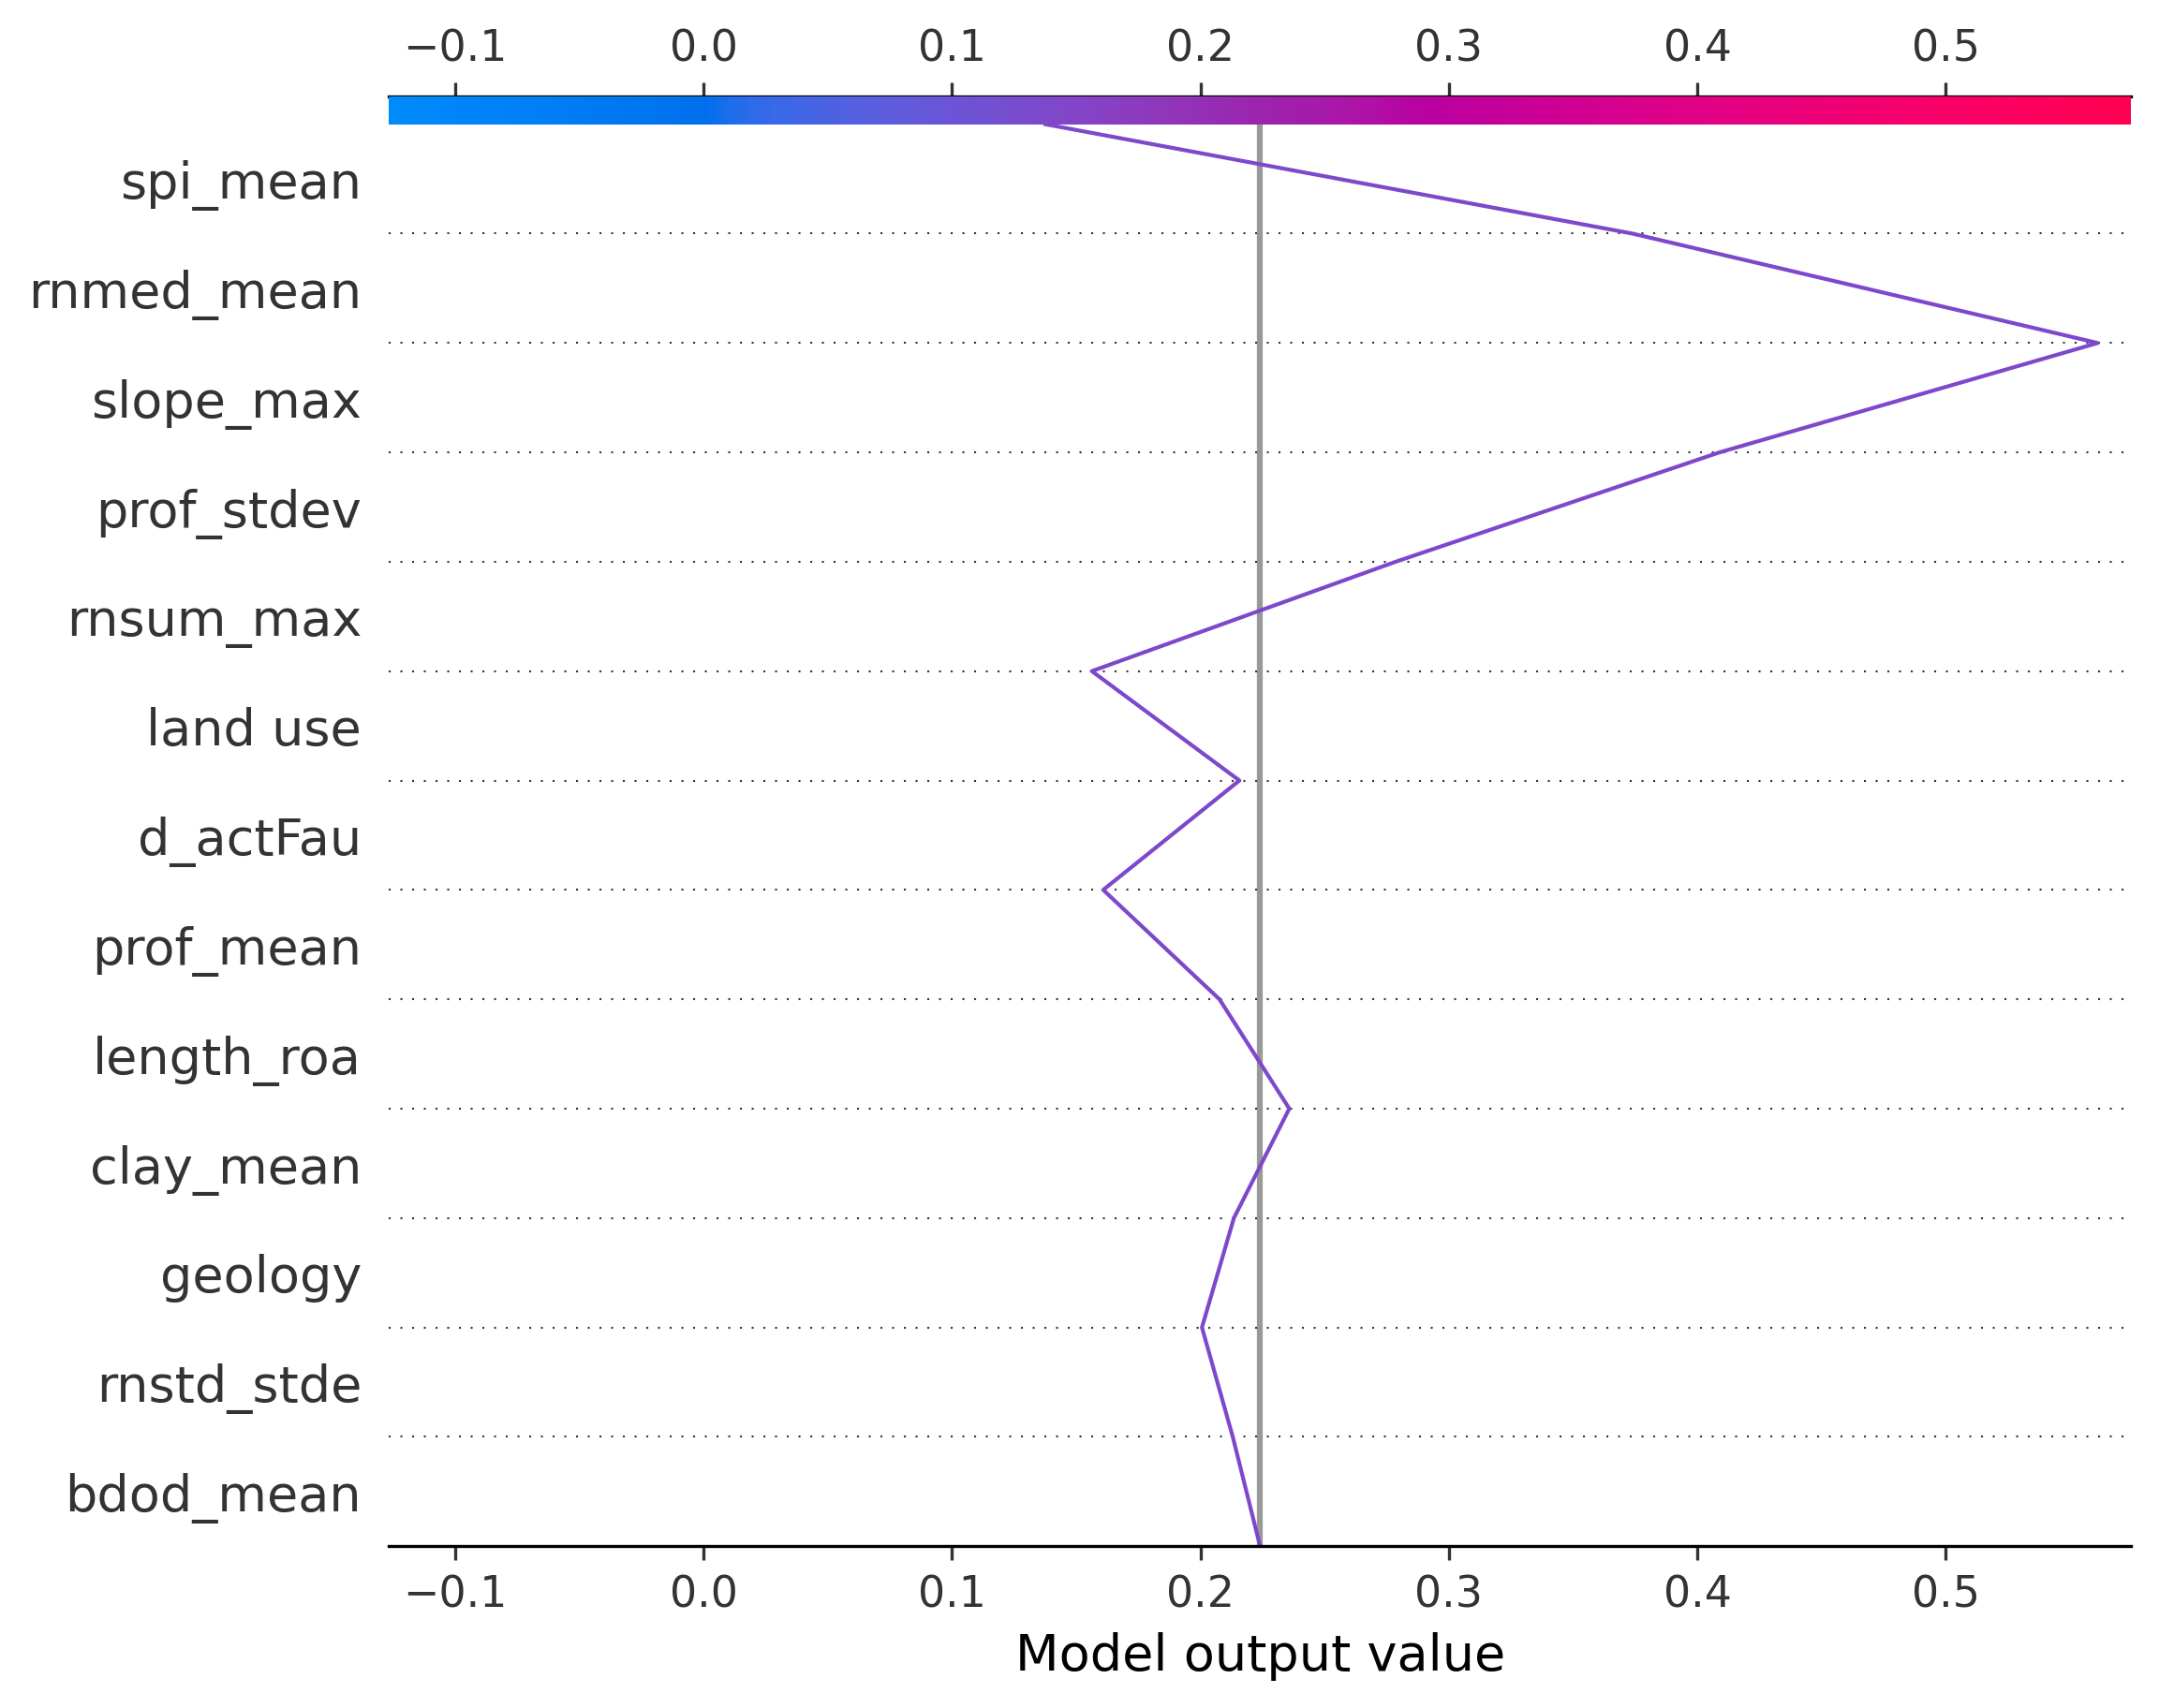 −0.1 0.0 0.1 0.2 0.3 0.4 0.5
spi_mean
rnmed_mean
slope_max
prof_stdev
rnsum_max
land use
d_actFau
prof_mean
length_roa
clay_mean
geology
rnstd_stde
bdod_mean
−0.1 0.0 0.1 0.2 0.3 0.4 0.5
Model output value